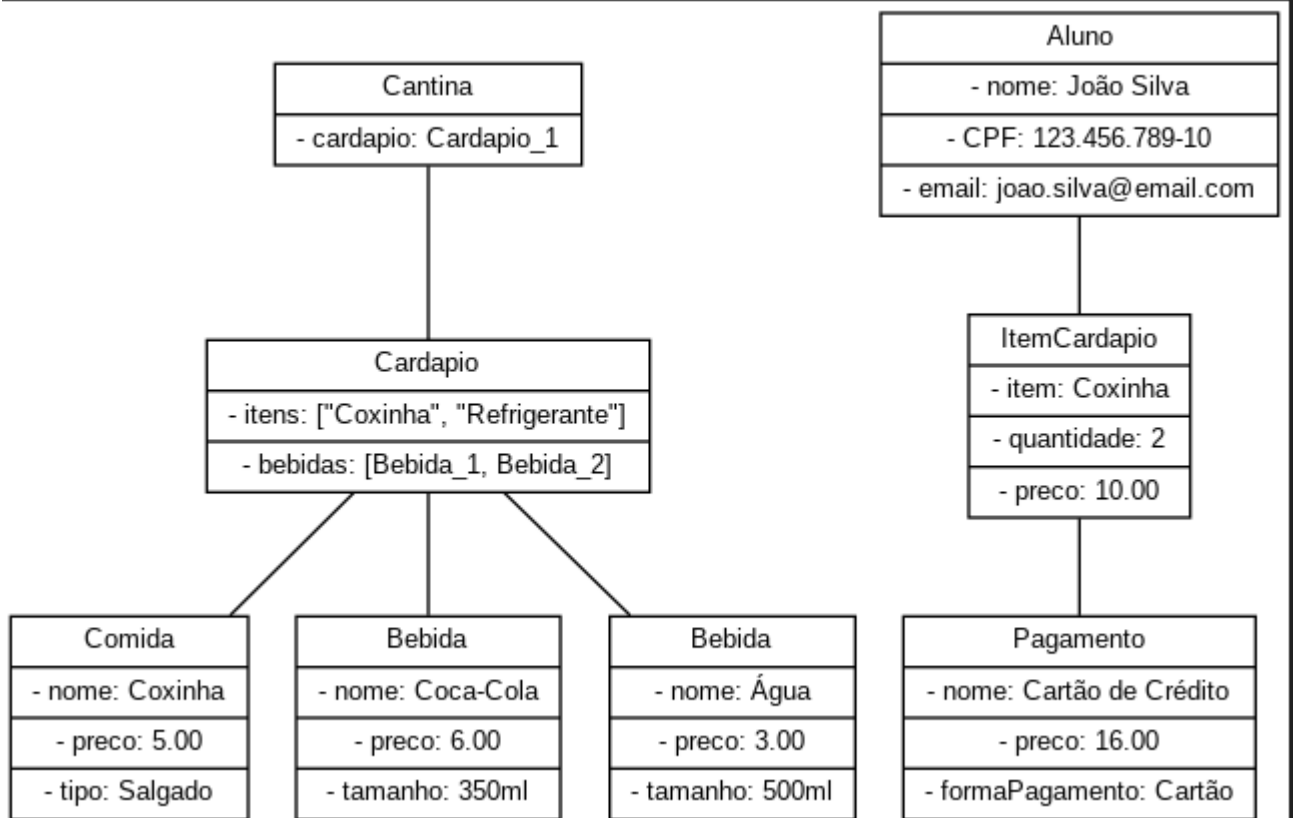 Cantina
- cardapio: Cardapio_1
Cardapio
- itens: ["Coxinha", "Refrigerante"]
- bebidas: [Bebida_1, Bebida_2]
Comida
- nome: Coxinha
- preco: 5.00
- tipo: Salgado
Bebida
- nome: Coca-Cola
- preco: 6.00
- tamanho: 350ml
Bebida
- nome: Água
- preco: 3.00
- tamanho: 500ml
Aluno
- nome: João Silva
- CPF: 123.456.789-10
- email: joao.silva@email.com
ItemCardapio
- item: Coxinha
- quantidade: 2
- preco: 10.00
Pagamento
- nome: Cartão de Crédito
- preco: 16.00
- formaPagamento: Cartão